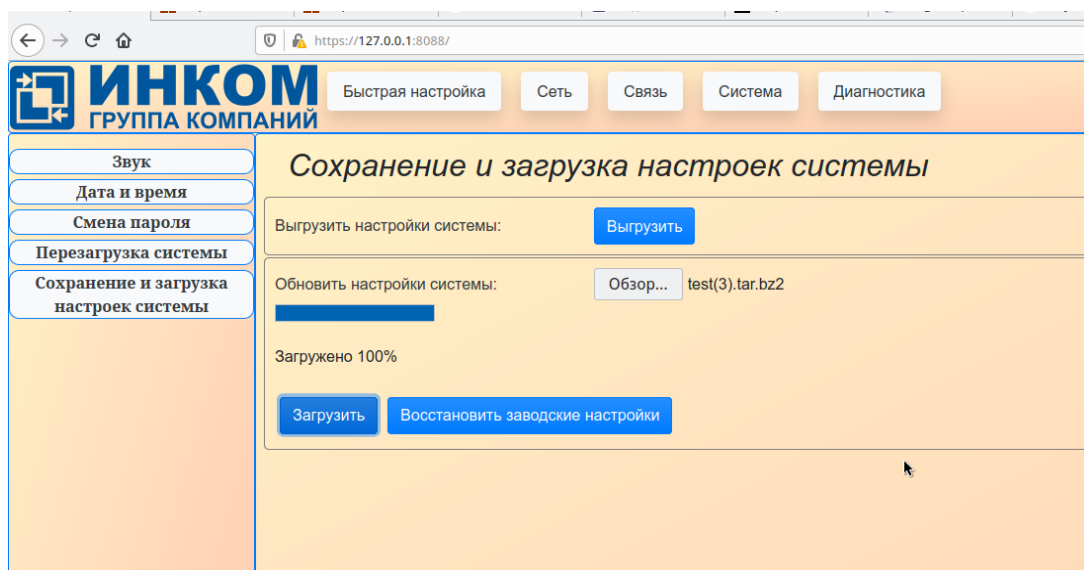 https://127.0.0.1:8088/
ИНКОМ
ГРУППА КОМПАНИЙ
Быстрая настройка
Сеть
Связь
Система
Диагностика
Звук
Дата и время
Смена пароля
Перезагрузка системы
Сохранение и загрузка
настроек системы
Сохранение и загрузка настроек системы
Выгрузить настройки системы:
Выгрузить
Обновить настройки системы:
Обзор... test(3).tar.bz2
Загружено 100%
Загрузить
Восстановить заводские настройки